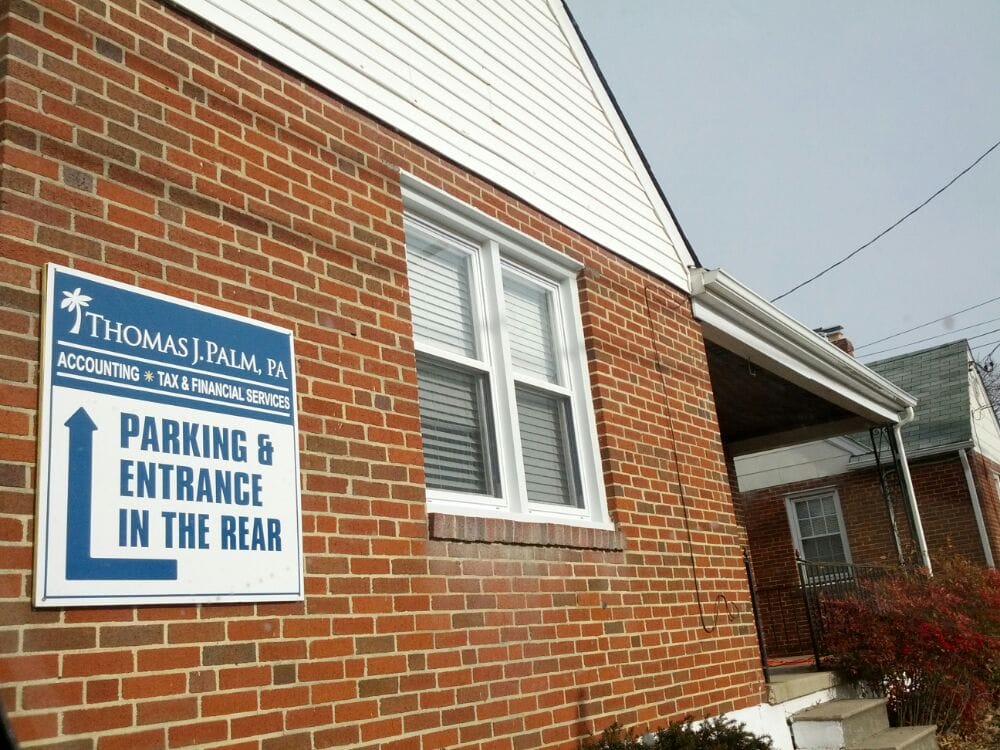 THOMAS J. PALM, PA
ACCOUNTING ✴ TAX & FINANCIAL SERVICES
PARKING &
ENTRANCE
IN THE REAR